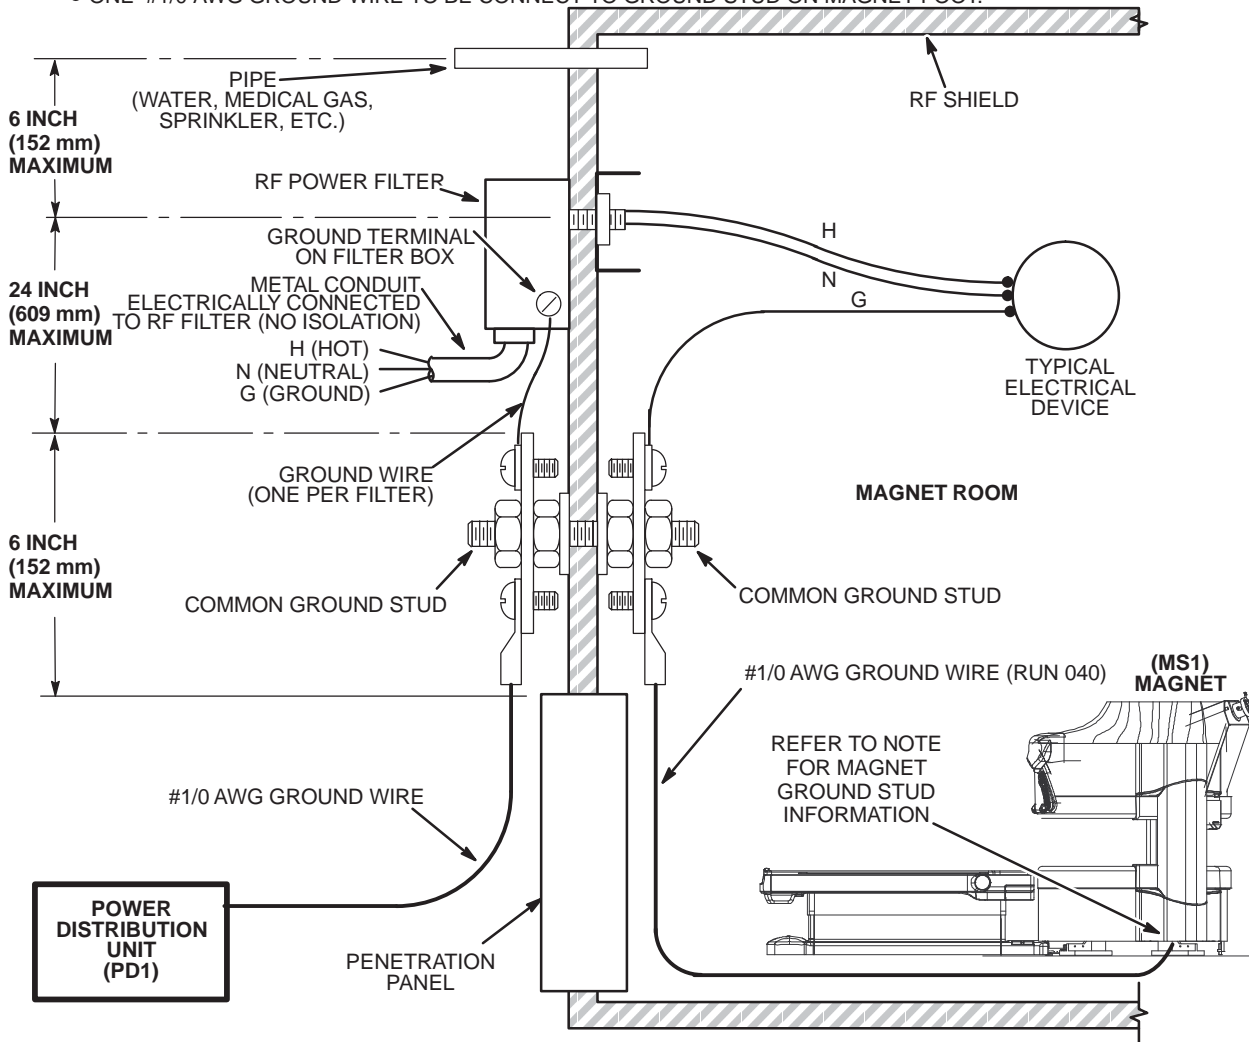 • ONE #1/0 AWG GROUND WIRE TO BE CONNECT TO GROUND STUD ON MAGNET FOOT.
PIPE
(WATER, MEDICAL GAS,
SPRINKLER, ETC.)
RF SHIELD
6 INCH
(152 mm)
MAXIMUM
RF POWER FILTER
GROUND TERMINAL
ON FILTER BOX
H
N
G
METAL CONDUIT
ELECTRICALLY CONNECTED
TO RF FILTER (NO ISOLATION)
24 INCH
(609 mm)
MAXIMUM
H (HOT)
N (NEUTRAL)
G (GROUND)
TYPICAL
ELECTRICAL
DEVICE
GROUND WIRE
(ONE PER FILTER)
MAGNET ROOM
6 INCH
(152 mm)
MAXIMUM
COMMON GROUND STUD
COMMON GROUND STUD
#1/0 AWG GROUND WIRE (RUN 040)
(MS1)
MAGNET
REFER TO NOTE
FOR MAGNET
GROUND STUD
INFORMATION
#1/0 AWG GROUND WIRE
POWER
DISTRIBUTION
UNIT
(PD1)
PENETRATION
PANEL